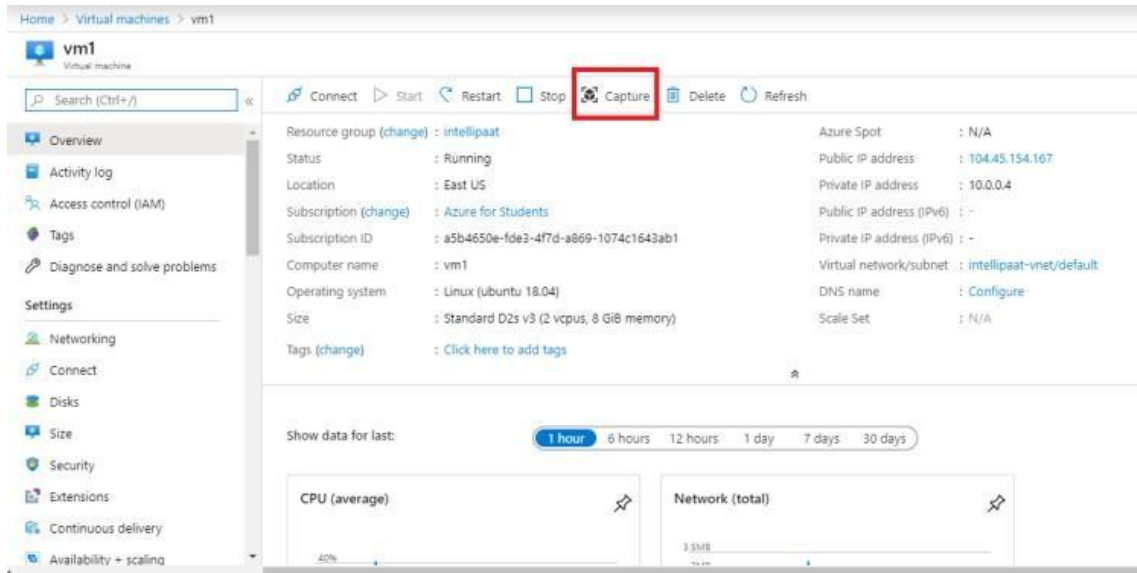 Home > Virtual machines > vm1
vm1
Virtual machine
Search (Ctrl+/)
«
Connect
Start
Restart
Stop
Capture
Delete
Refresh
Overview
Activity log
Access control (IAM)
Tags
Diagnose and solve problems
Settings
Networking
Connect
Disks
Size
Security
Extensions
Continuous delivery
Availability + scaling
Resource group (change) : intellipaat
Status : Running
Location : East US
Subscription (change) : Azure for Students
Subscription ID : a5b4650e-fde3-4f7d-a869-1074c1643ab1
Computer name : vm1
Operating system : Linux (ubuntu 18.04)
Size : Standard D2s v3 (2 vcpus, 8 GiB memory)
Tags (change) : Click here to add tags
Azure Spot : N/A
Public IP address : 104.45.154.167
Private IP address : 10.0.0.4
Public IP address (IPv6) : -
Private IP address (IPv6) : -
Virtual network/subnet : intellipaat-vnet/default
DNS name : Configure
Scale Set : N/A
Show data for last:
1 hour 6 hours 12 hours 1 day 7 days 30 days
CPU (average)
40%
Network (total)
3.5MB